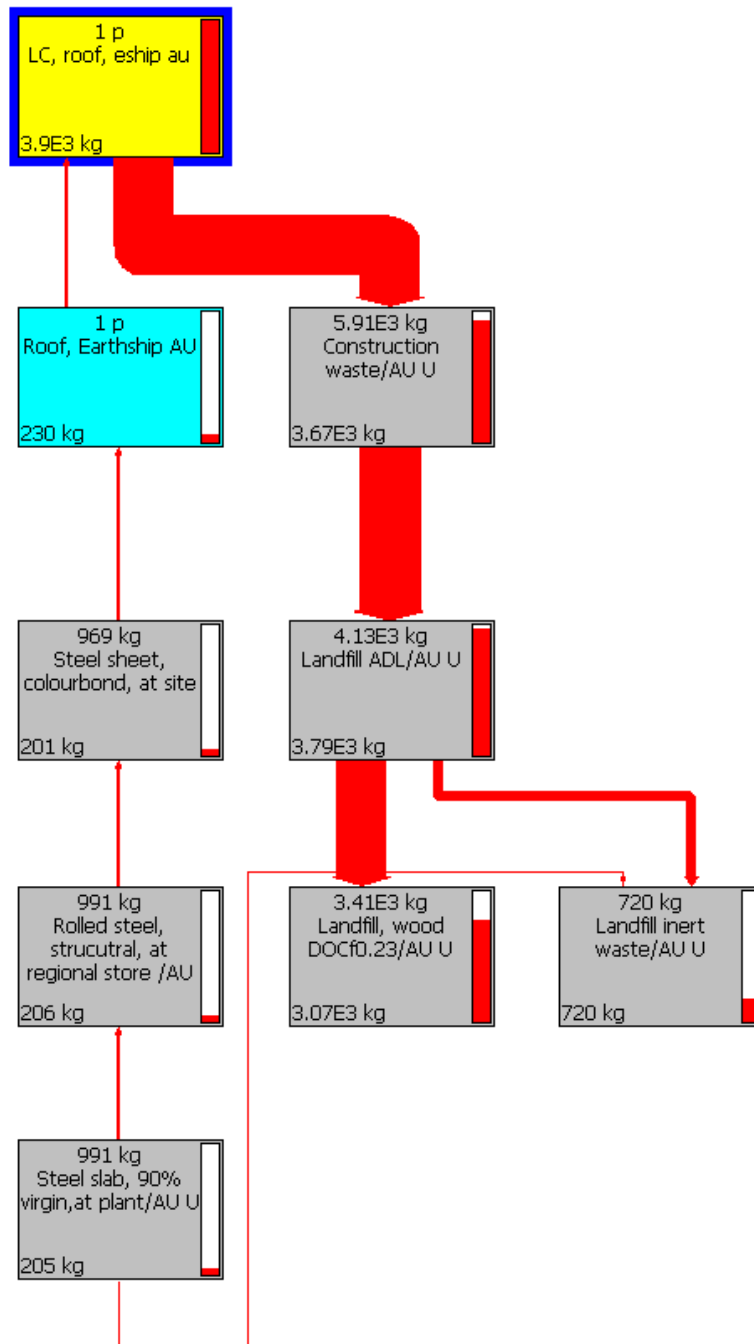 1 p
LC, roof, eship au
3.9E3 kg
1 p
Roof, Earthship AU
230 kg
5.91E3 kg
Construction
waste/AU U
3.67E3 kg
969 kg
Steel sheet,
colourbond, at site
201 kg
4.13E3 kg
Landfill ADL/AU U
3.79E3 kg
991 kg
Rolled steel,
strucutral, at
regional store /AU
206 kg
3.41E3 kg
Landfill, wood
DOCf0.23/AU U
3.07E3 kg
720 kg
Landfill inert
waste/AU U
720 kg
991 kg
Steel slab, 90%
virgin,at plant/AU U
205 kg